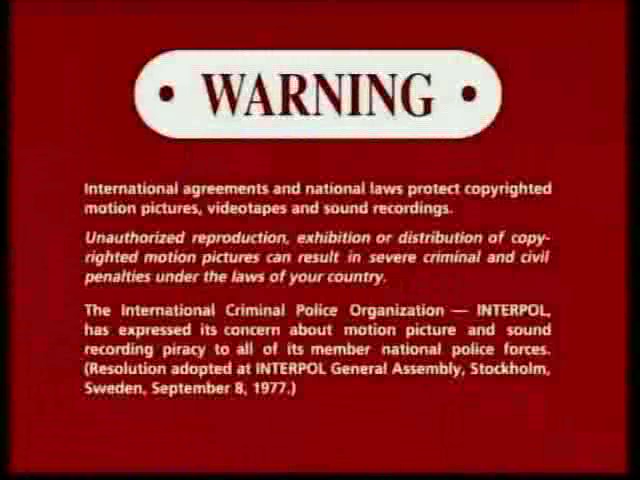 • WARNING •
International agreements and national laws protect copyrighted
motion pictures, videotapes and sound recordings.
Unauthorized reproduction, exhibition or distribution of copy-
righted motion pictures can result in severe criminal and civil
penalties under the laws of your country.
The International Criminal Police Organization — INTERPOL,
has expressed its concern about motion picture and sound
recording piracy to all of its member national police forces.
(Resolution adopted at INTERPOL General Assembly, Stockholm,
Sweden, September 8, 1977.)